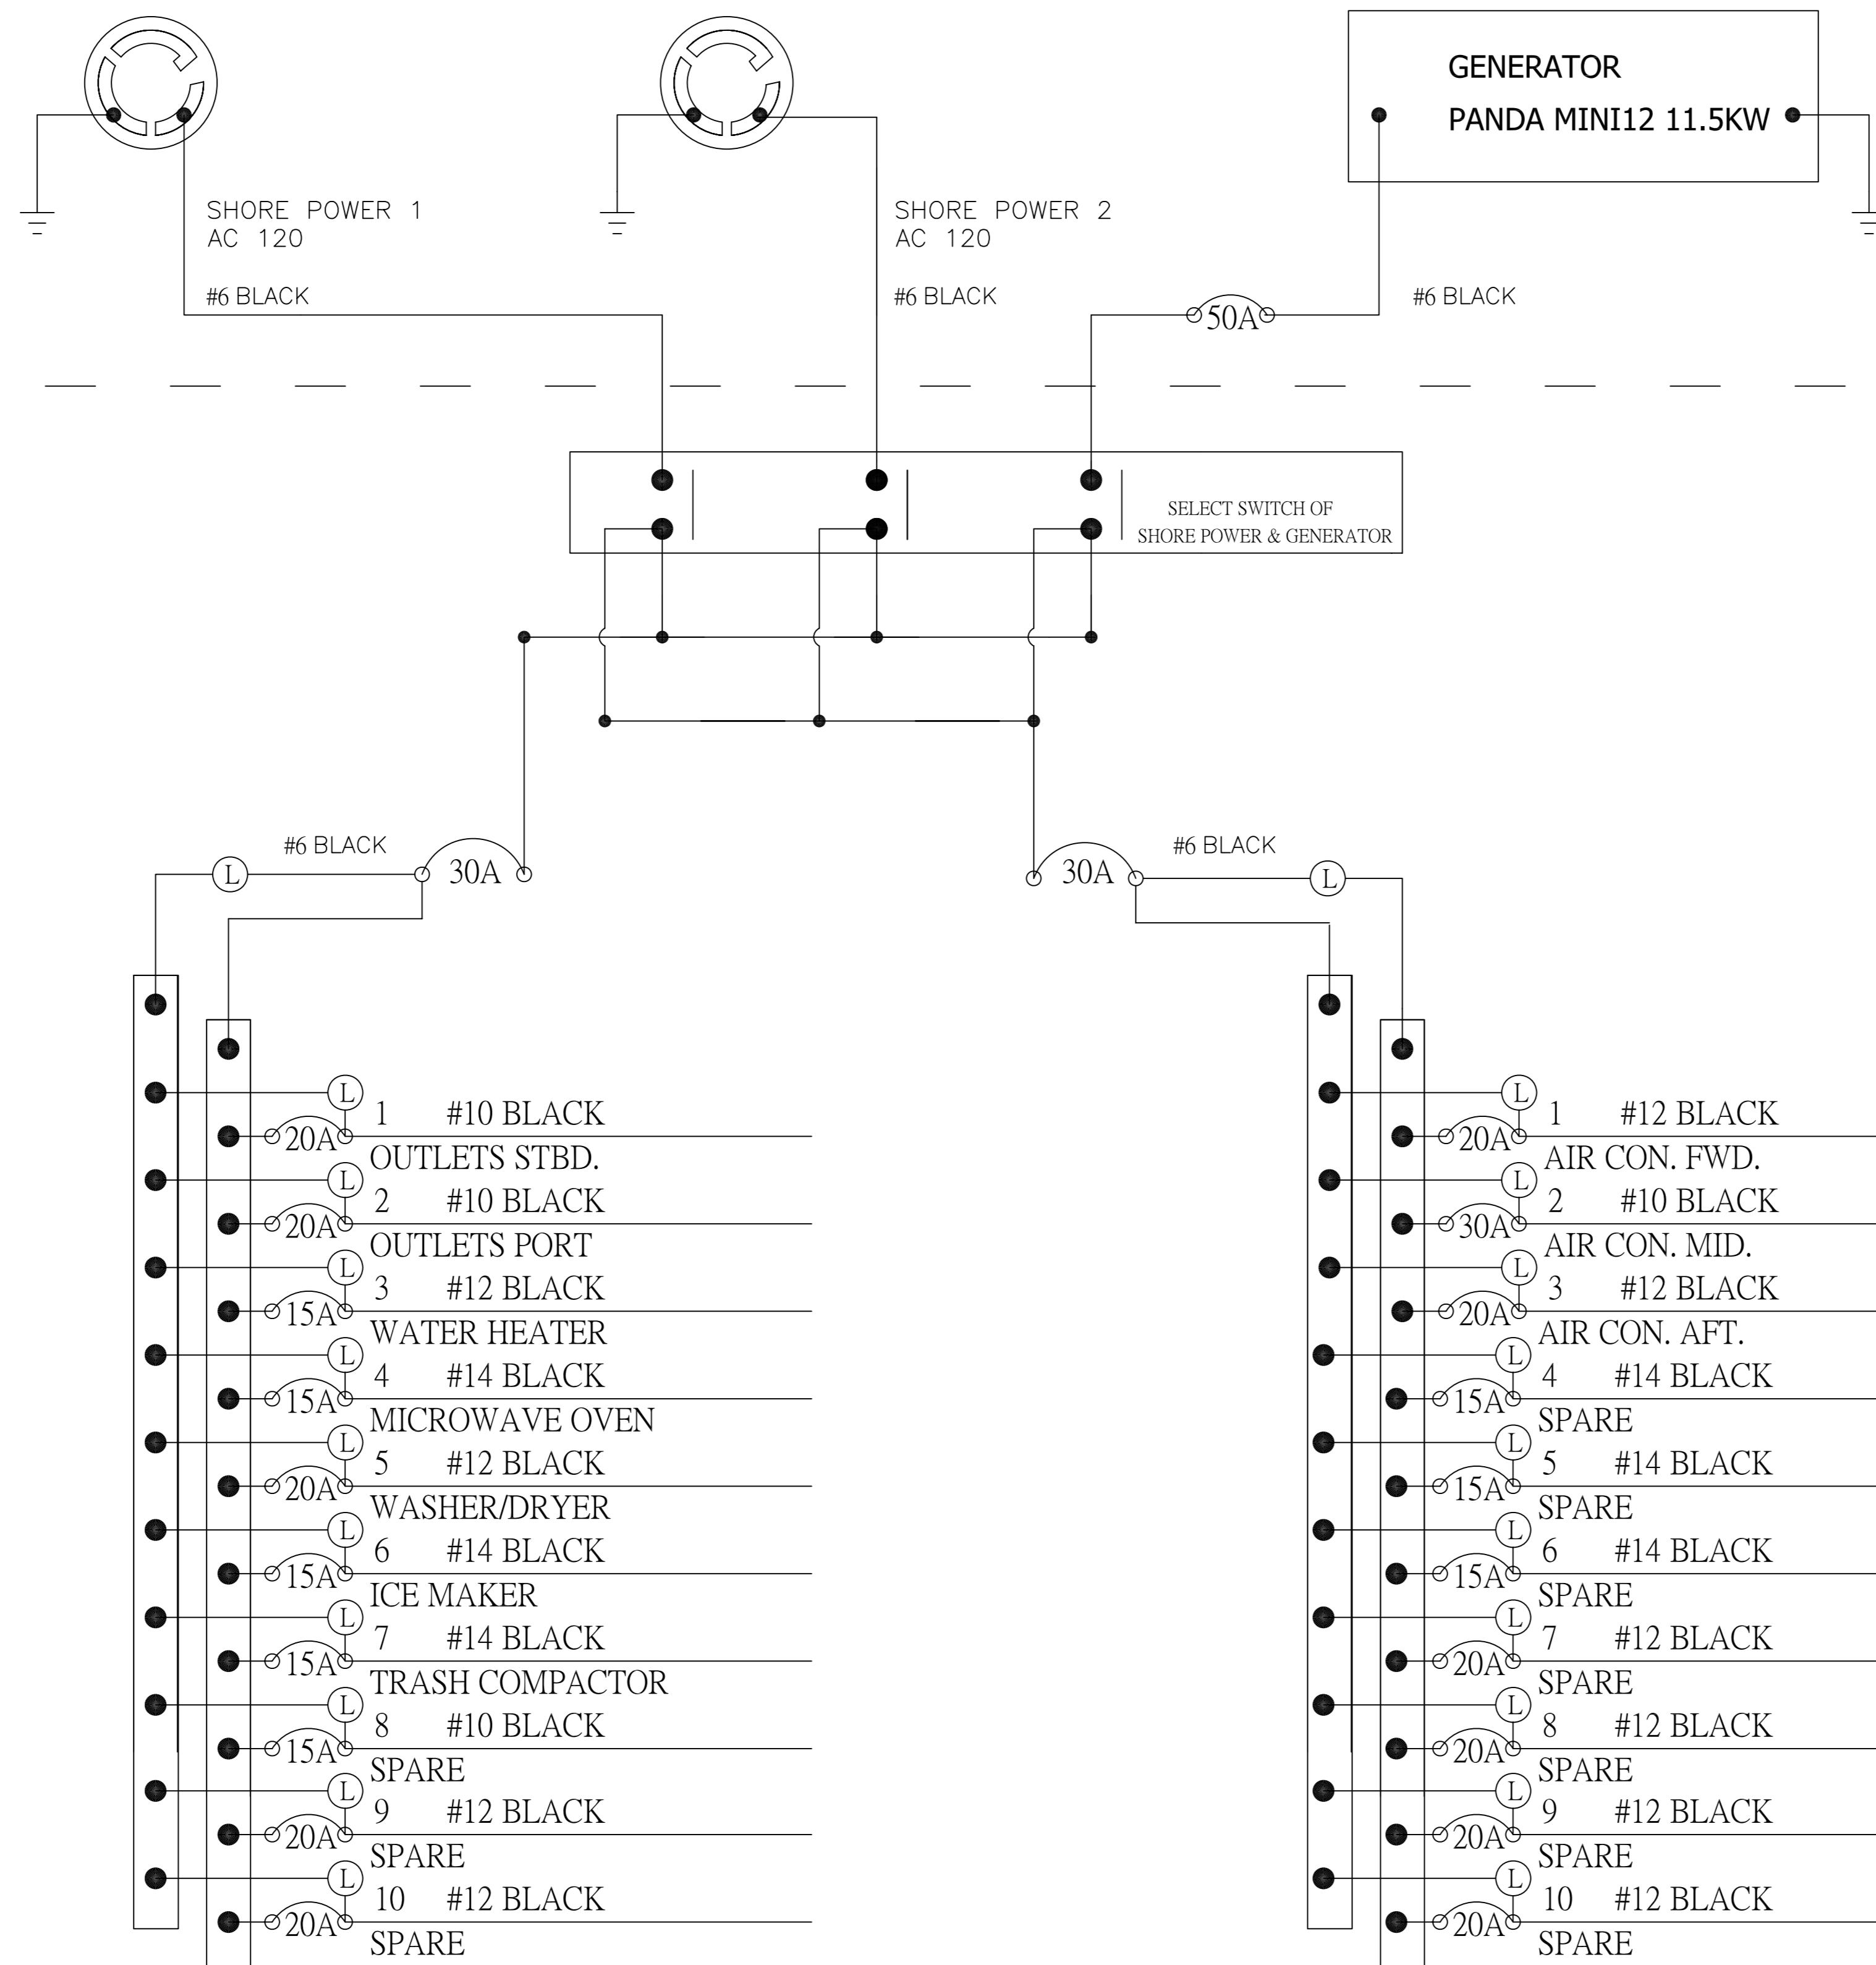 GENERATOR
PANDA MINI12 11.5KW
SHORE POWER 1
AC 120
SHORE POWER 2
AC 120
#6 BLACK
#6 BLACK
50A
#6 BLACK
SELECT SWITCH OF
SHORE POWER & GENERATOR
#6 BLACK
L
30A
30A
#6 BLACK
L
L
1 #10 BLACK
20A
OUTLETS STBD.
L
2 #10 BLACK
20A
OUTLETS PORT
L
3 #12 BLACK
15A
WATER HEATER
L
4 #14 BLACK
15A
MICROWAVE OVEN
L
5 #12 BLACK
20A
WASHER/DRYER
L
6 #14 BLACK
15A
ICE MAKER
L
7 #14 BLACK
15A
TRASH COMPACTOR
L
8 #10 BLACK
15A
SPARE
L
9 #12 BLACK
20A
SPARE
L
10 #12 BLACK
20A
SPARE
L
1 #12 BLACK
20A
AIR CON. FWD.
L
2 #10 BLACK
30A
AIR CON. MID.
L
3 #12 BLACK
20A
AIR CON. AFT.
L
4 #14 BLACK
15A
SPARE
L
5 #14 BLACK
15A
SPARE
L
6 #14 BLACK
15A
SPARE
L
7 #12 BLACK
20A
SPARE
L
8 #12 BLACK
20A
SPARE
L
9 #12 BLACK
20A
SPARE
L
10 #12 BLACK
20A
SPARE